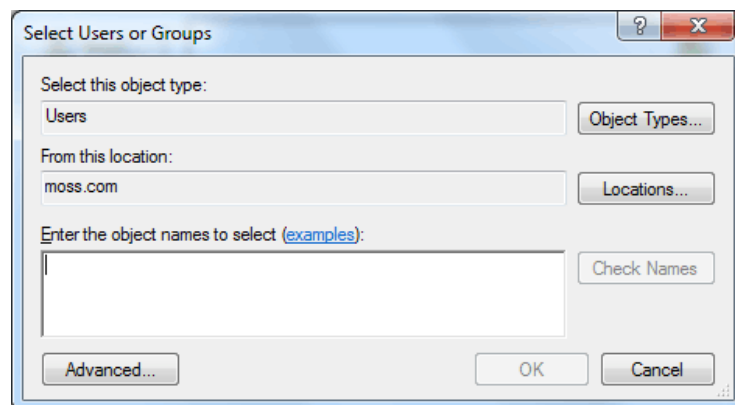 Select Users or Groups
?
Select this object type:
Users
Object Types...
From this location:
moss.com
Locations...
Enter the object names to select (examples):
Check Names
Advanced...
OK
Cancel